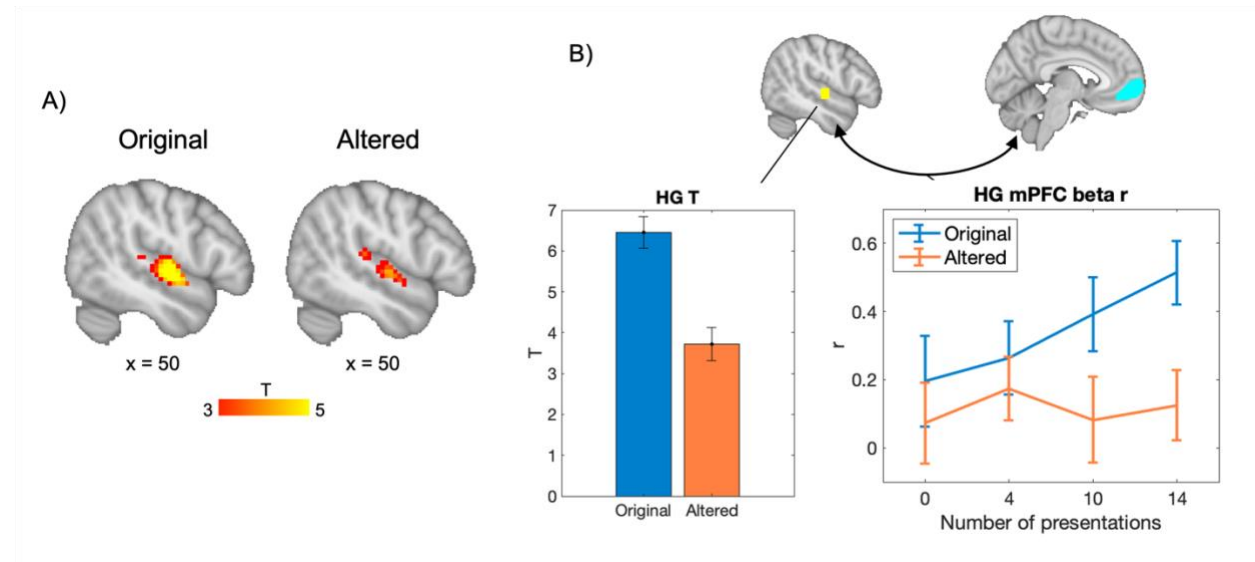 A)
Original Altered
x = 50 x = 50
T
3 5
B)
HG T
7
6
5
4
3
2
1
0
T
Original Altered
HG mPFC beta r
Original
Altered
0.6
0.4
0.2
0
r
0 4 10 14
Number of presentations